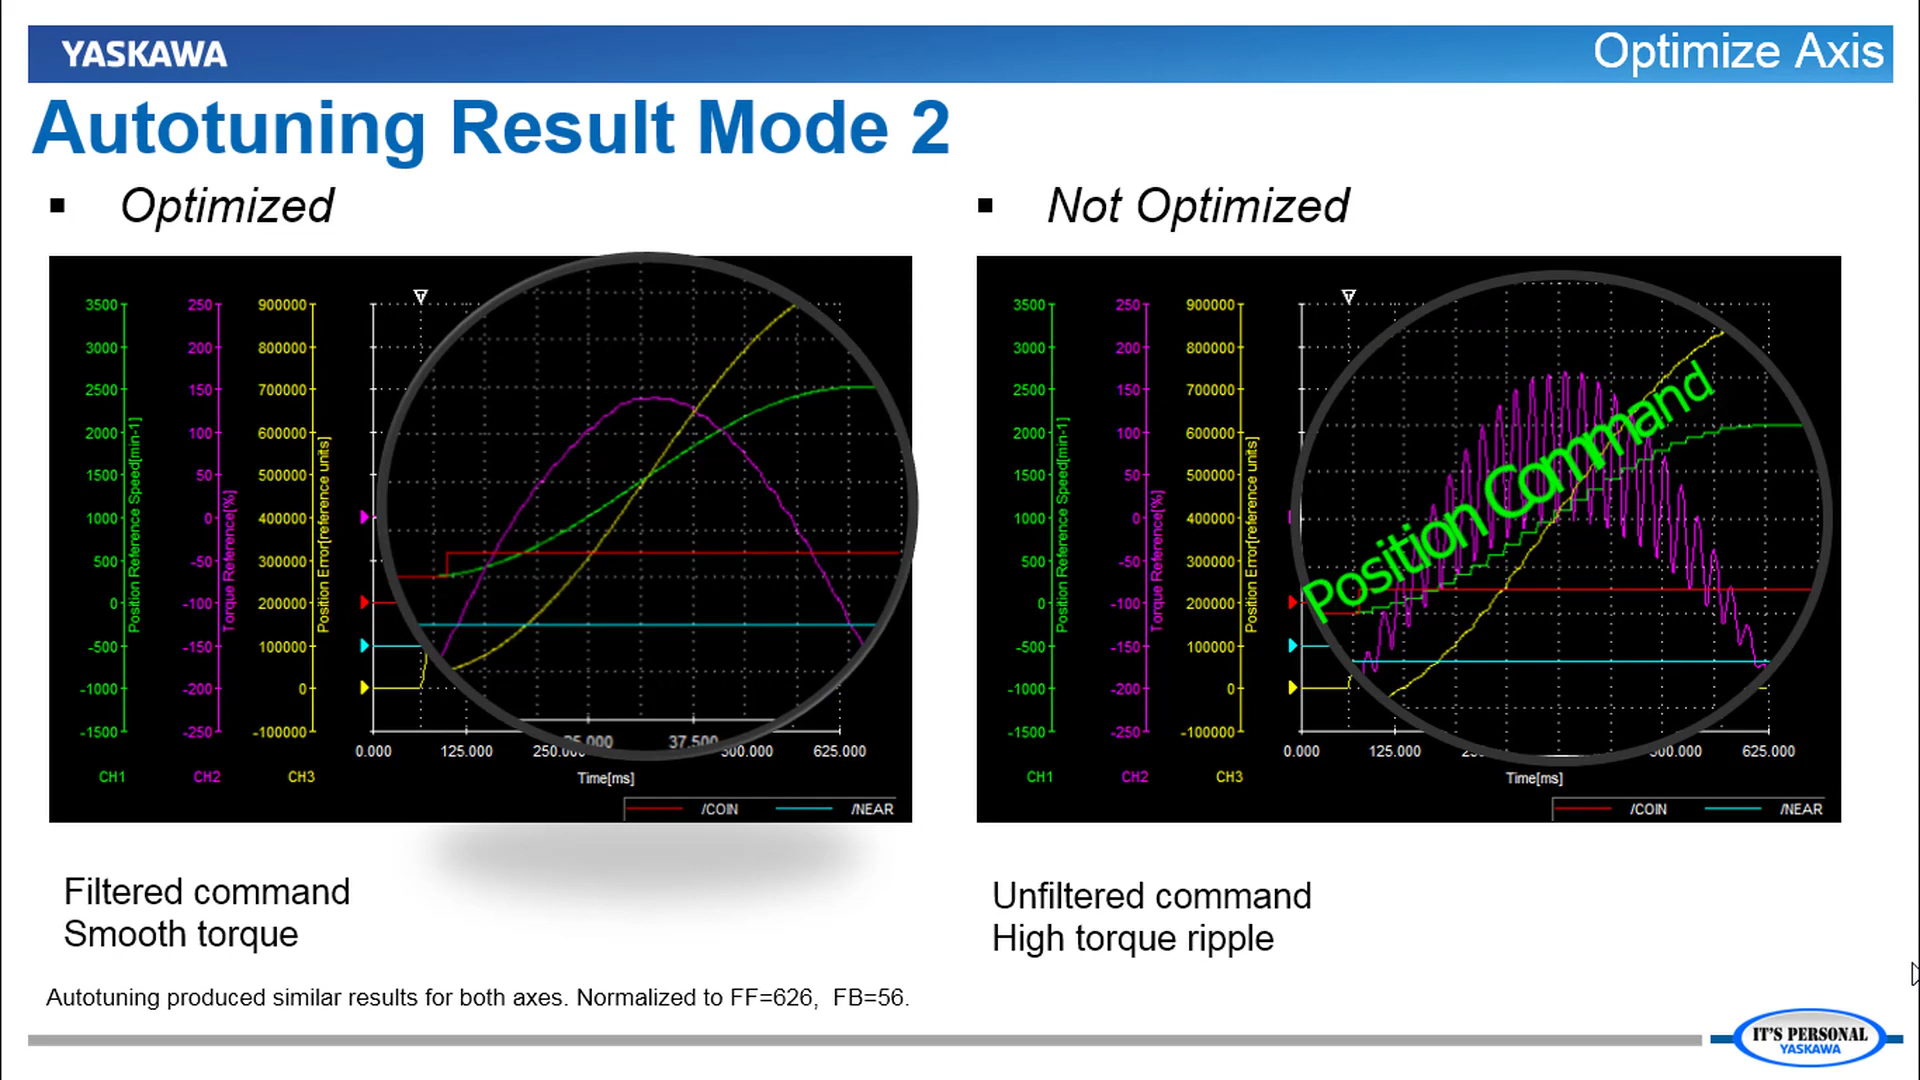 YASKAWA
Optimize Axis
Autotuning Result Mode 2
▪ Optimized
▪ Not Optimized
3500 250 900000
3000 200 800000
2500 150 700000
2000 100 600000
1500 50 500000
1000 0 400000
500 -50 300000
0 -100 200000
-500 -150 100000
-1000 -200 0
-1500 -250 -100000
Position Reference Speed[min-1]
Torque Reference[%]
Position Error[reference units]
37.500
0.000 125.000 625.000
CH1 CH2 CH3
Time[ms]
/COIN /NEAR
3500 250 900000
3000 200 800000
2500 150 700000
2000 100 600000
1500 50 500000
1000 0 400000
500 -50 300000
0 -100 200000
-500 -150 100000
-1000 -200 0
-1500 -250 -100000
Position Reference Speed[min-1]
Torque Reference[%]
Position Error[reference units]
Position Command
0.000 125.000 625.000
CH1 CH2 CH3
Time[ms]
/COIN /NEAR
Filtered command
Smooth torque
Unfiltered command
High torque ripple
Autotuning produced similar results for both axes. Normalized to FF=626, FB=56.
IT'S PERSONAL
YASKAWA